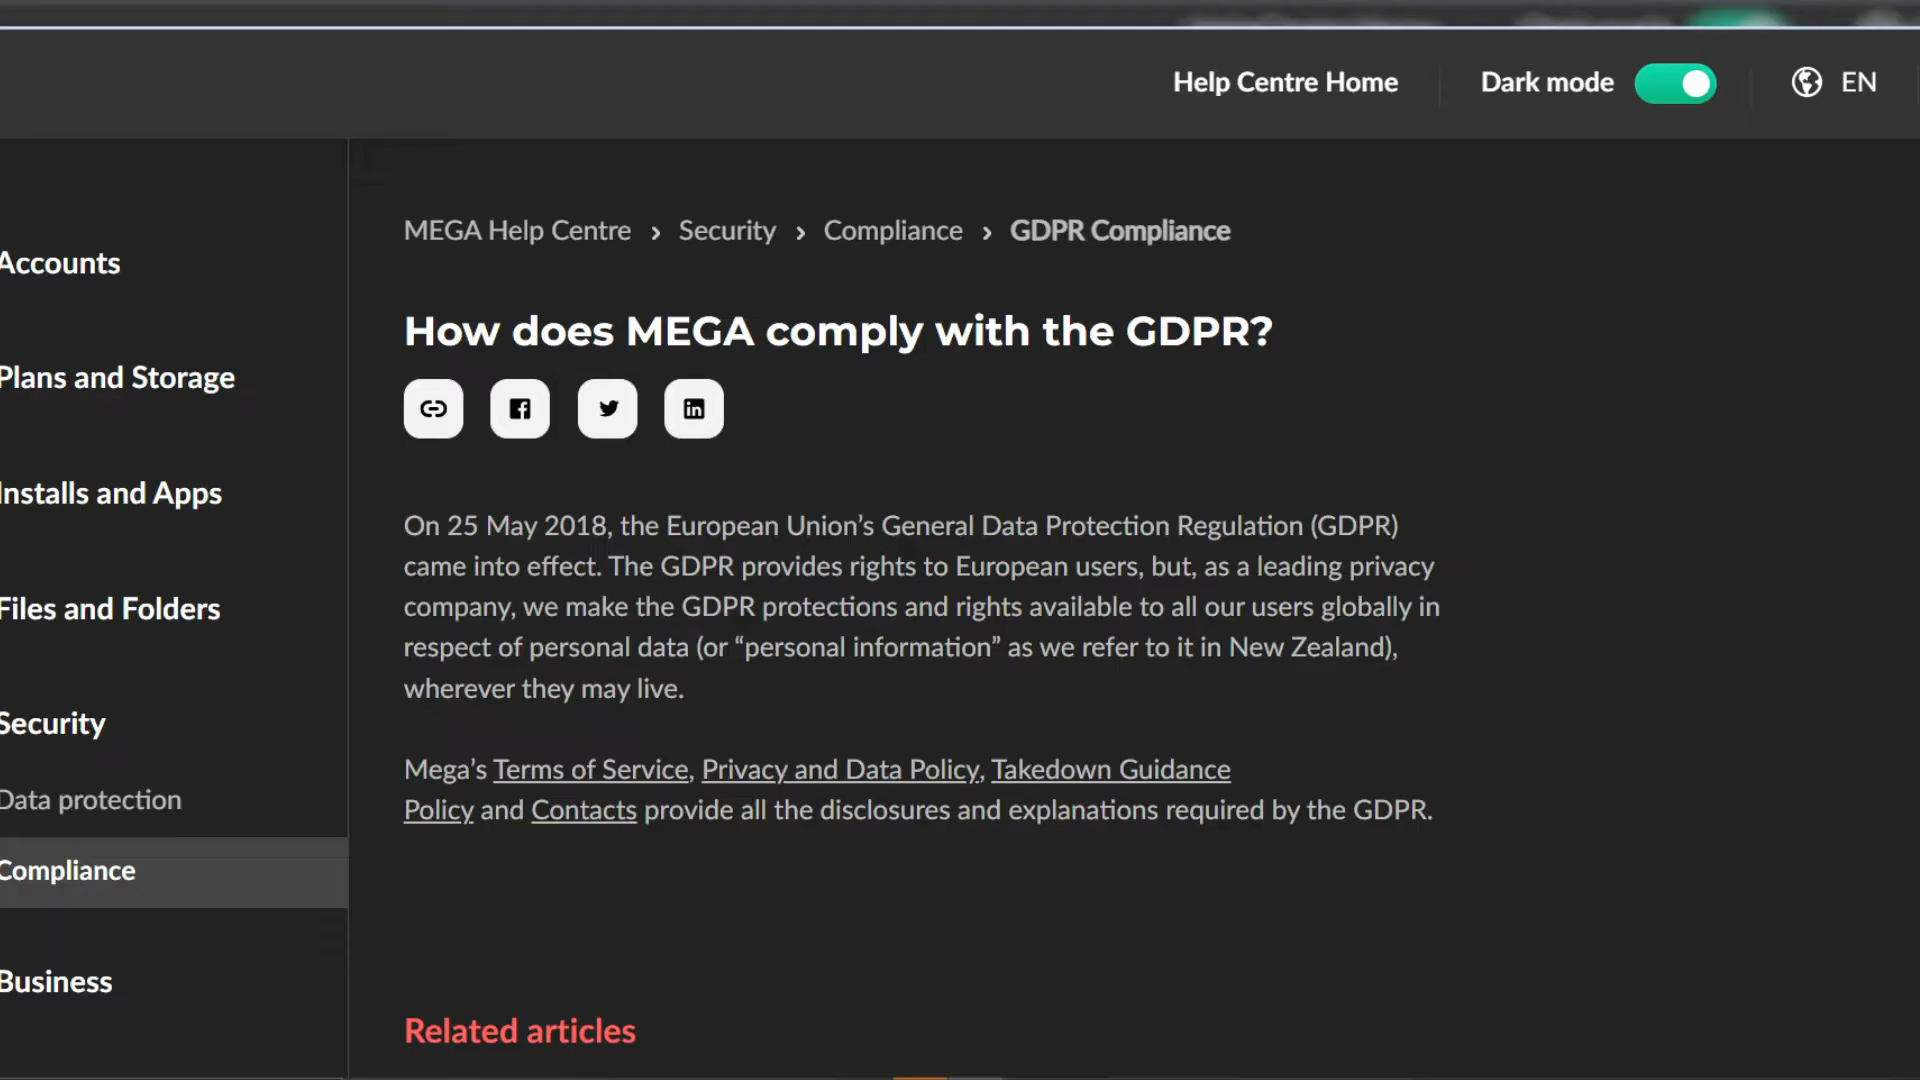 Help Centre Home
Dark mode
EN
MEGA Help Centre › Security › Compliance › GDPR Compliance
Accounts
Plans and Storage
Installs and Apps
Files and Folders
Security
Data protection
Compliance
Business
How does MEGA comply with the GDPR?
On 25 May 2018, the European Union’s General Data Protection Regulation (GDPR)
came into effect. The GDPR provides rights to European users, but, as a leading privacy
company, we make the GDPR protections and rights available to all our users globally in
respect of personal data (or “personal information” as we refer to it in New Zealand),
wherever they may live.
Mega’s Terms of Service, Privacy and Data Policy, Takedown Guidance
Policy and Contacts provide all the disclosures and explanations required by the GDPR.
Related articles